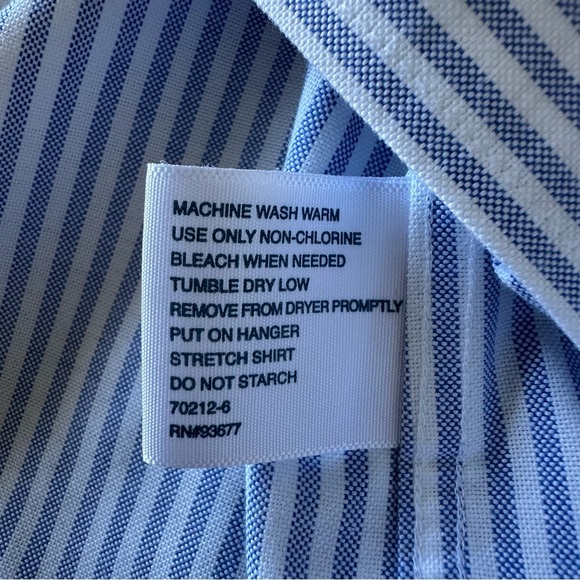 MACHINE WASH WARM
USE ONLY NON-CHLORINE
BLEACH WHEN NEEDED
TUMBLE DRY LOW
REMOVE FROM DRYER PROMPTLY
PUT ON HANGER
STRETCH SHIRT
DO NOT STARCH
70212-6
RN#93677